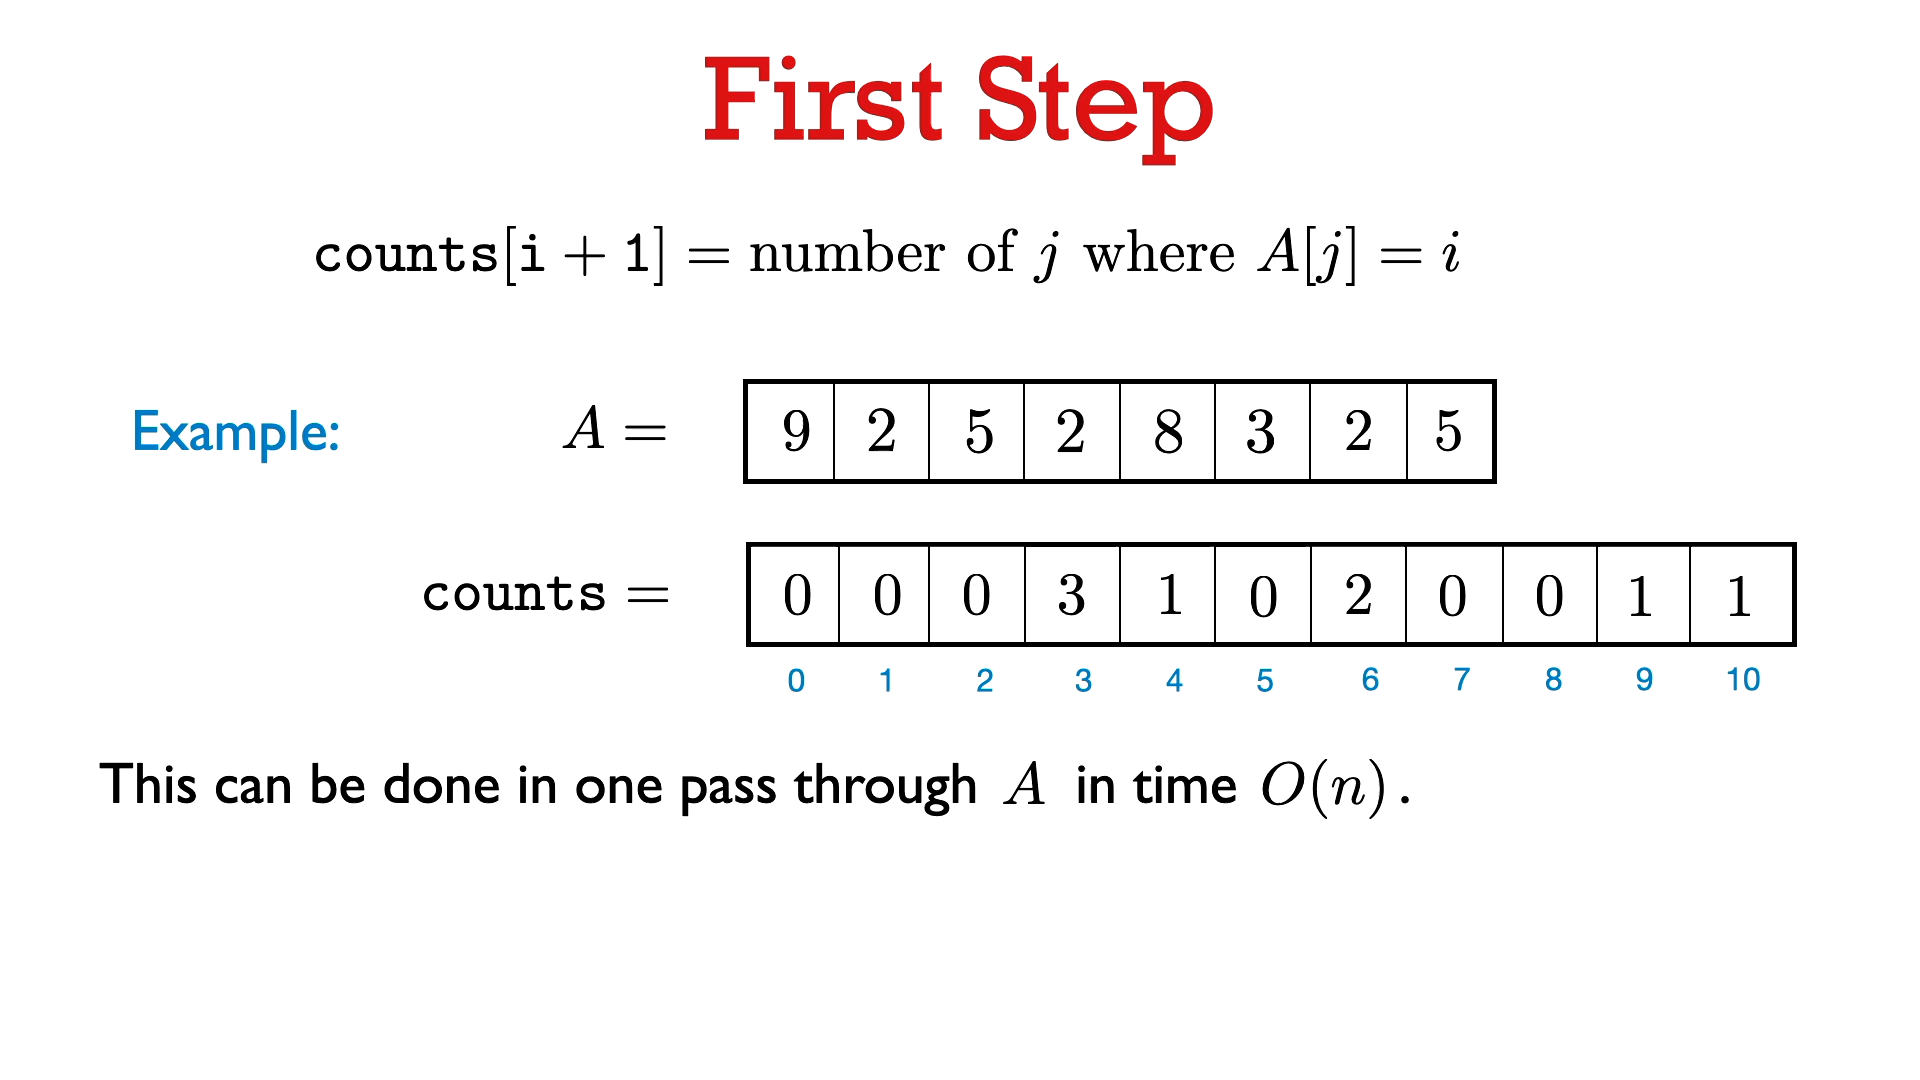 First Step
counts[i + 1] = number of j where A[j] = i
Example: A = 9 2 5 2 8 3 2 5
counts = 0 0 0 3 1 0 2 0 0 1 1
0 1 2 3 4 5 6 7 8 9 10
This can be done in one pass through A in time O(n).